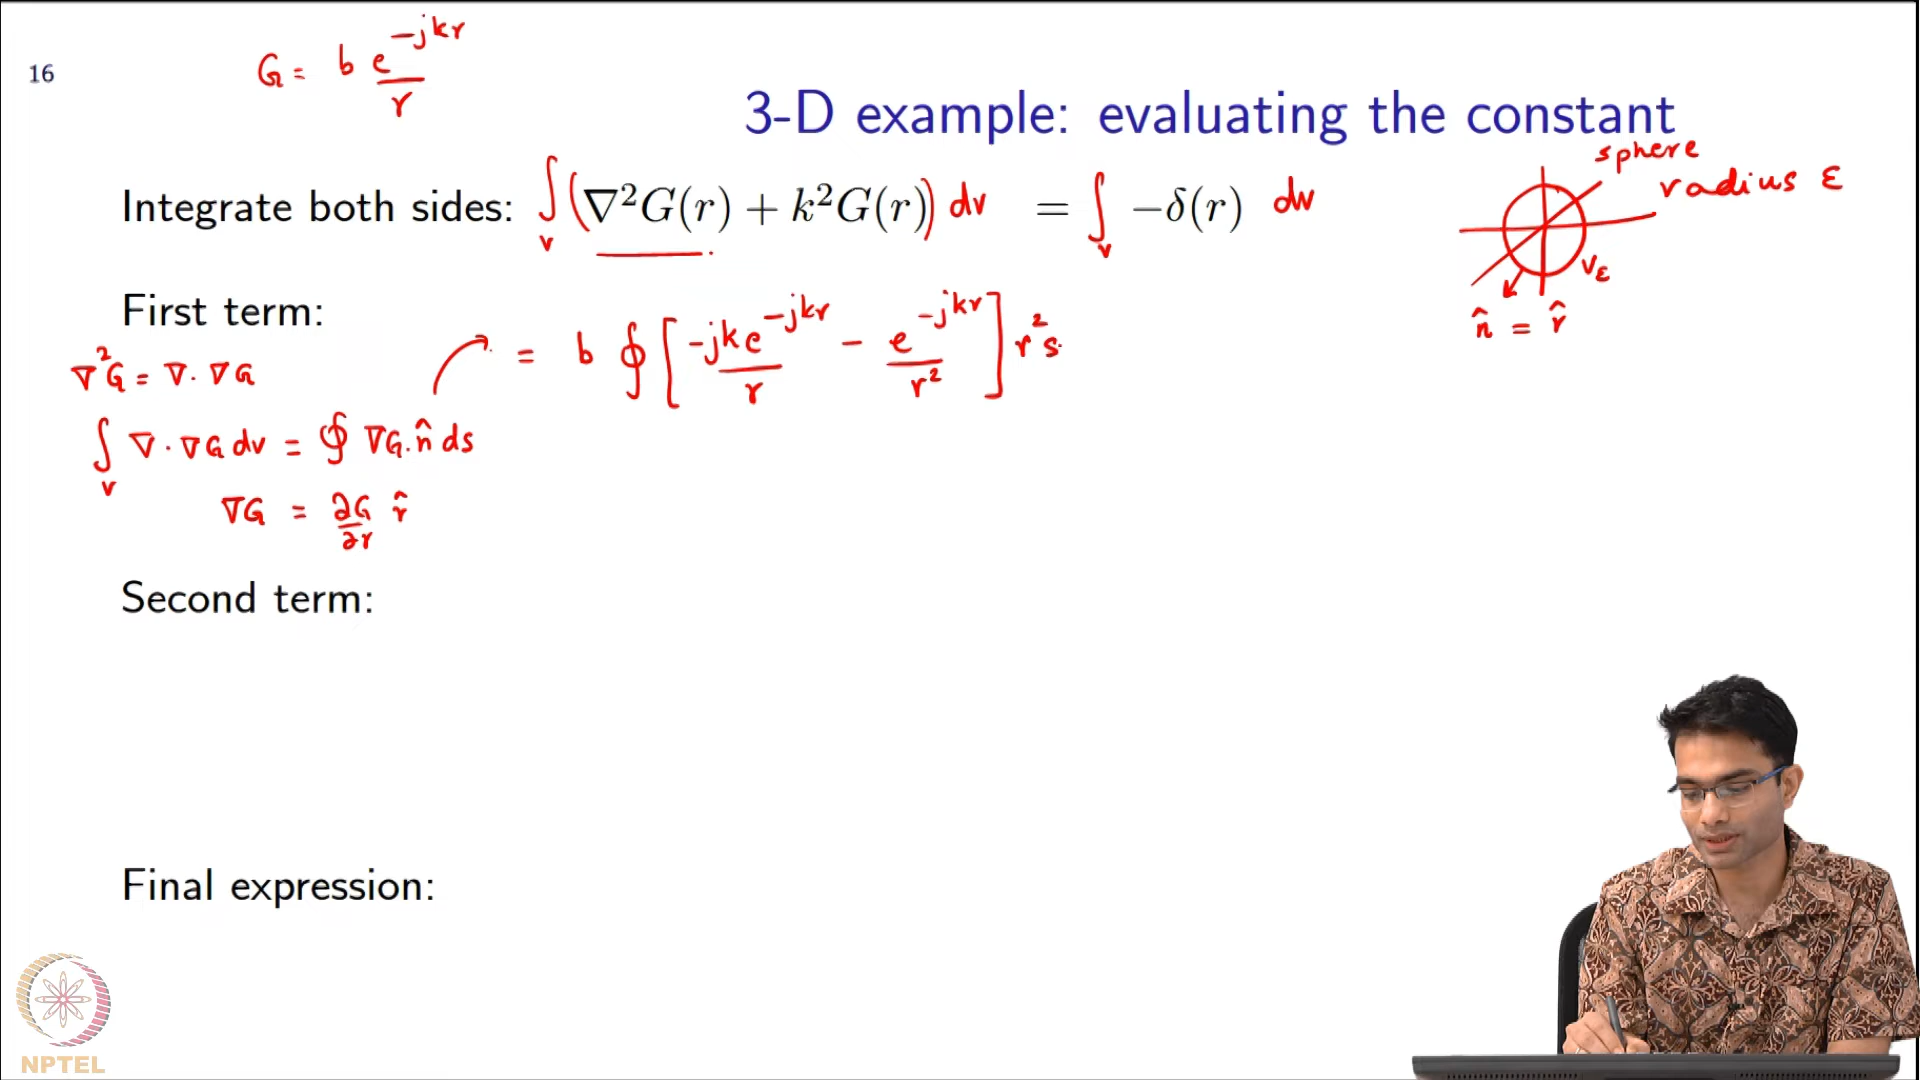 16
G = b e^{-jkr} / r
3-D example: evaluating the constant
Integrate both sides: ∫_v (∇²G(r) + k²G(r)) dv = ∫_v -δ(r) dv
sphere
radius ε
v_ε
n̂ = r̂
First term:
= b ∮ [ -jk e^{-jkr} / r - e^{-jkr} / r² ] r² s
∇²G = ∇· ∇G
∫_v ∇· ∇G dv = ∮ ∇G. n̂ ds
∇G = ∂G/∂r r̂
Second term:
Final expression:
NPTEL